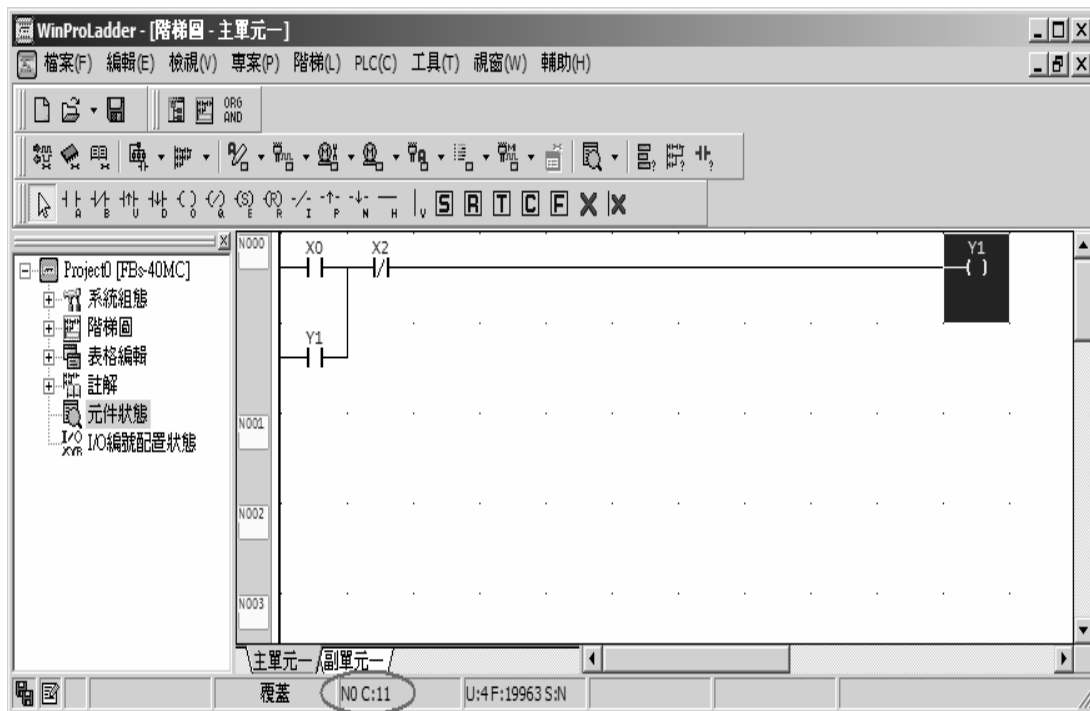 WinProLadder - [階梯圖 - 主單元一]
檔案(F) 編輯(E) 檢視(V) 專案(P) 階梯(L) PLC(C) 工具(T) 視窗(W) 輔助(H)
ORG
AND
A B U D O Q E R I P N H V S R T C F
Project0 [FBs-40MC]
系統組態
階梯圖
表格編輯
註解
元件狀態
I/O編號配置狀態
N000
X0 X2 Y1
Y1
N001
N002
N003
主單元一 副單元一
覆蓋 N0 C:11 U:4 F:19963 S:N